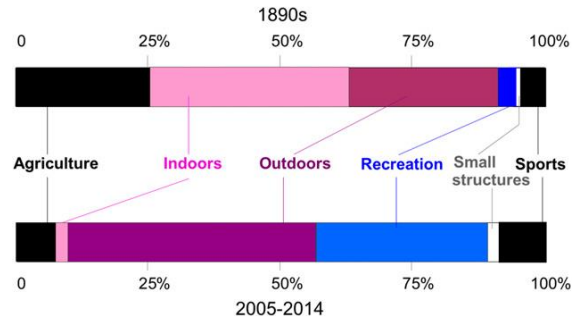 1890s
0 25% 50% 75% 100%
Agriculture Indoors Outdoors Recreation Small structures Sports
0 25% 50% 75% 100%
2005-2014